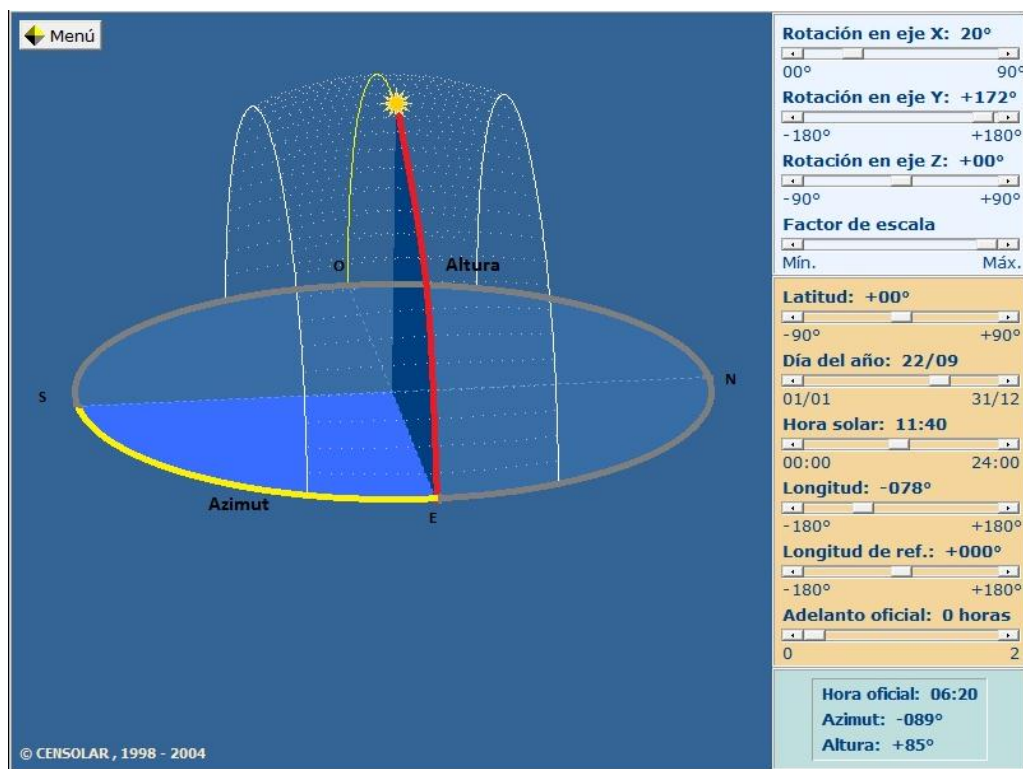 Menú
O
Altura
S
N
Azimut
E
© CENSOLAR , 1998 - 2004
Rotación en eje X: 20°
00° 90°
Rotación en eje Y: +172°
-180° +180°
Rotación en eje Z: +00°
-90° +90°
Factor de escala
Mín. Máx.
Latitud: +00°
-90° +90°
Día del año: 22/09
01/01 31/12
Hora solar: 11:40
00:00 24:00
Longitud: -078°
-180° +180°
Longitud de ref.: +000°
-180° +180°
Adelanto oficial: 0 horas
0 2
Hora oficial: 06:20
Azimut: -089°
Altura: +85°